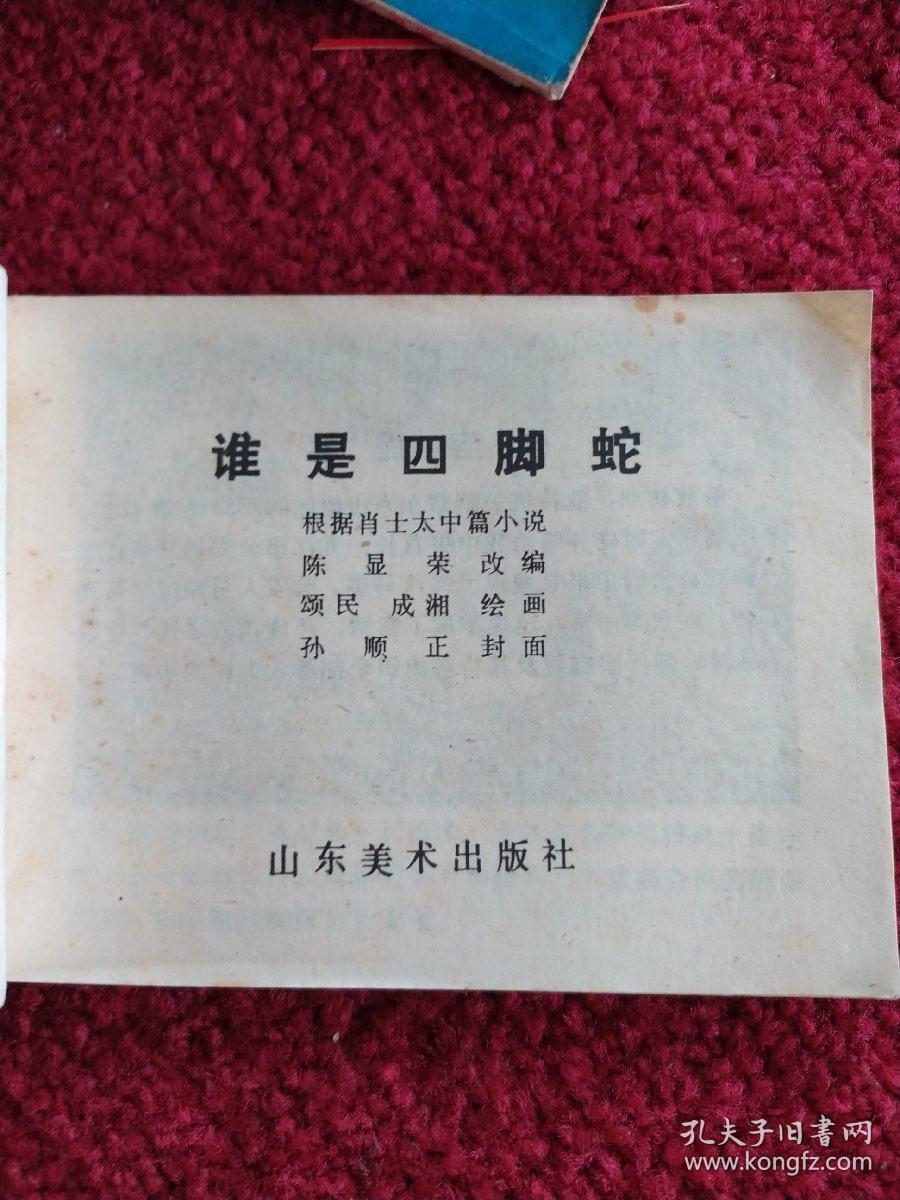 谁是四脚蛇
根据肖士太中篇小说
陈显荣改编
颂民 成湘 绘画
孙顺正封面
山东美术出版社
孔夫子旧书网
www.kongfz.com